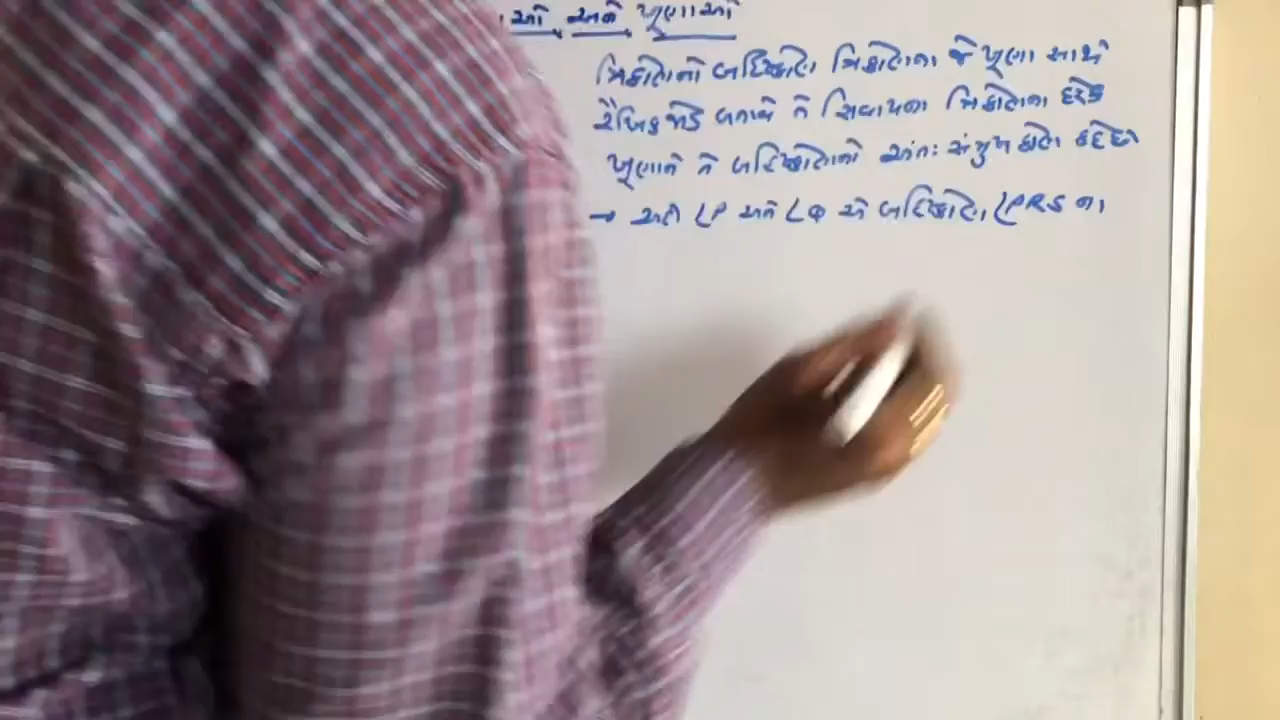 ઓ અને ખૂણાઓ
ત્રિકોણનો બહિષ્કોણ ત્રિકોણના જે ખૂણા સાથે
રૈખિક જોડ બનાવે તે સિવાયના ત્રિકોણના દરેક
ખૂણાને તે બહિષ્કોણનો અંતઃ સંમુખ કોણ કહે છે
→ અહીં ∠P અને ∠Q એ બહિષ્કોણ ∠PRS ના